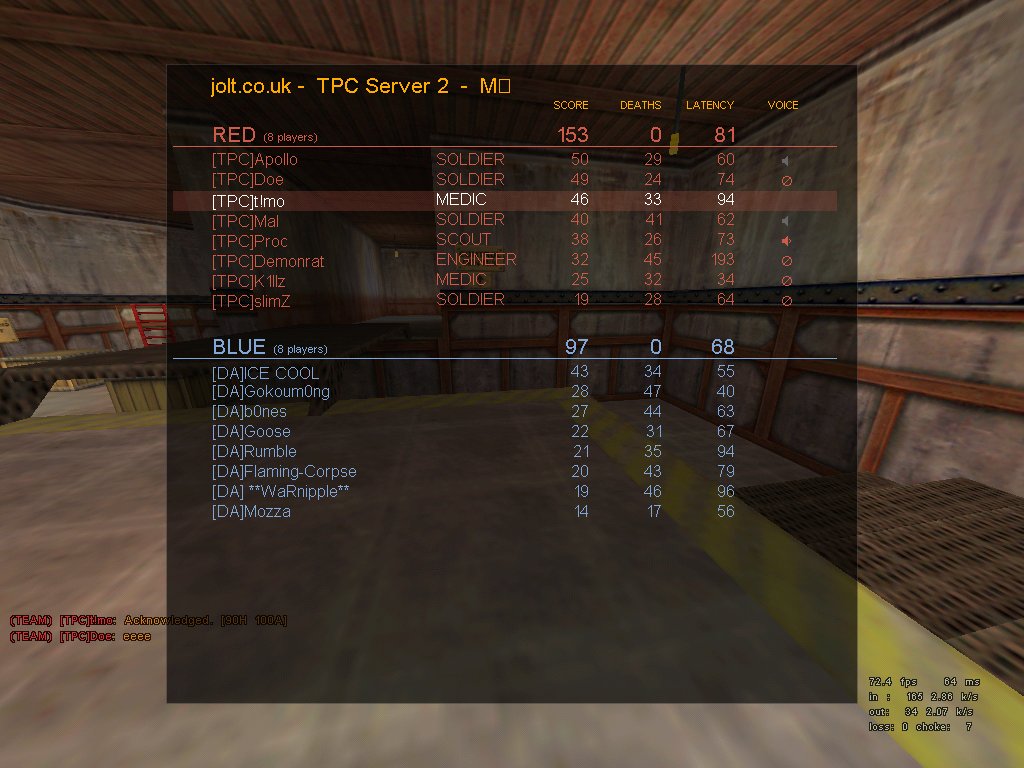 jolt.co.uk - TPC Server 2 - M□
SCORE DEATHS LATENCY VOICE
RED (8 players) 153 0 81
[TPC]Apollo SOLDIER 50 29 60
[TPC]Doe SOLDIER 49 24 74
[TPC]t!mo MEDIC 46 33 94
[TPC]Mal SOLDIER 40 41 62
[TPC]Proc SCOUT 38 26 73
[TPC]Demonrat ENGINEER 32 45 193
[TPC]K1llz MEDIC 25 32 34
[TPC]slimZ SOLDIER 19 28 64
BLUE (8 players) 97 0 68
[DA]ICE COOL 43 34 55
[DA]Gokoum0ng 28 47 40
[DA]b0nes 27 44 63
[DA]Goose 22 31 67
[DA]Rumble 21 35 94
[DA]Flaming-Corpse 20 43 79
[DA] **WaRnipple** 19 46 96
[DA]Mozza 14 17 56
(TEAM) [TPC]t!mo: Acknowledged. [90H 100A]
(TEAM) [TPC]Doe: eeee
72.4 fps 64 ms
in : 165 2.86 k/s
out: 34 2.07 k/s
loss: 0 choke: 7